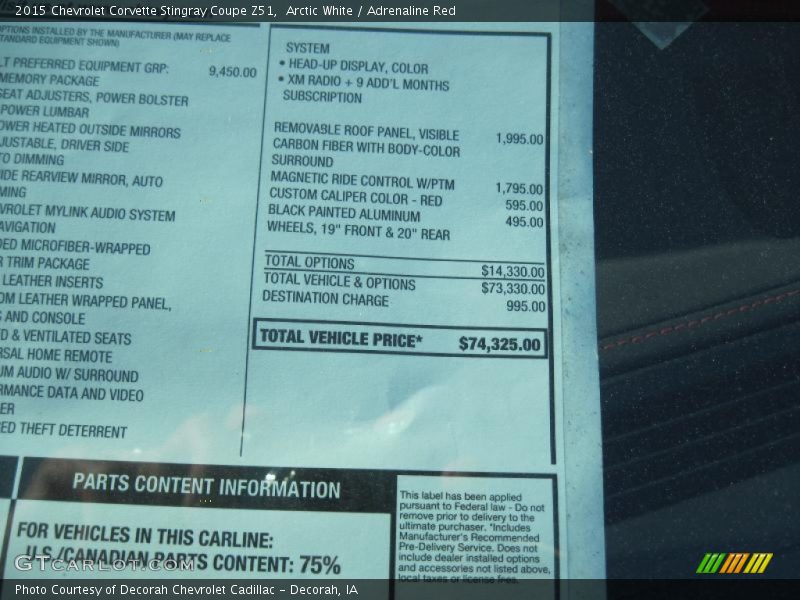 2015 Chevrolet Corvette Stingray Coupe Z51,  Arctic White / Adrenaline Red
OPTIONS INSTALLED BY THE MANUFACTURER (MAY REPLACE
STANDARD EQUIPMENT SHOWN)
LT PREFERRED EQUIPMENT GRP: 9,450.00
MEMORY PACKAGE
SEAT ADJUSTERS, POWER BOLSTER
POWER LUMBAR
OWER HEATED OUTSIDE MIRRORS
JUSTABLE, DRIVER SIDE
TO DIMMING
IDE REARVIEW MIRROR, AUTO
MING
EVROLET MYLINK AUDIO SYSTEM
AVIGATION
DED MICROFIBER-WRAPPED
R TRIM PACKAGE
LEATHER INSERTS
OM LEATHER WRAPPED PANEL,
S AND CONSOLE
D & VENTILATED SEATS
RSAL HOME REMOTE
UM AUDIO W/ SURROUND
RMANCE DATA AND VIDEO
ER
ED THEFT DETERRENT
SYSTEM
• HEAD-UP DISPLAY, COLOR
• XM RADIO + 9 ADD'L MONTHS
SUBSCRIPTION
REMOVABLE ROOF PANEL, VISIBLE 1,995.00
CARBON FIBER WITH BODY-COLOR
SURROUND
MAGNETIC RIDE CONTROL W/PTM 1,795.00
CUSTOM CALIPER COLOR - RED 595.00
BLACK PAINTED ALUMINUM 495.00
WHEELS, 19" FRONT & 20" REAR
TOTAL OPTIONS $14,330.00
TOTAL VEHICLE & OPTIONS $73,330.00
DESTINATION CHARGE 995.00
TOTAL VEHICLE PRICE* $74,325.00
PARTS CONTENT INFORMATION
FOR VEHICLES IN THIS CARLINE:
U.S./CANADIAN PARTS CONTENT: 75%
This label has been applied
pursuant to Federal law - Do not
remove prior to delivery to the
ultimate purchaser. *Includes
Manufacturer's Recommended
Pre-Delivery Service. Does not
include dealer installed options
and accessories not listed above,
local taxes or license fees.
GTCarLot.com
Photo Courtesy of Decorah Chevrolet Cadillac - Decorah, IA